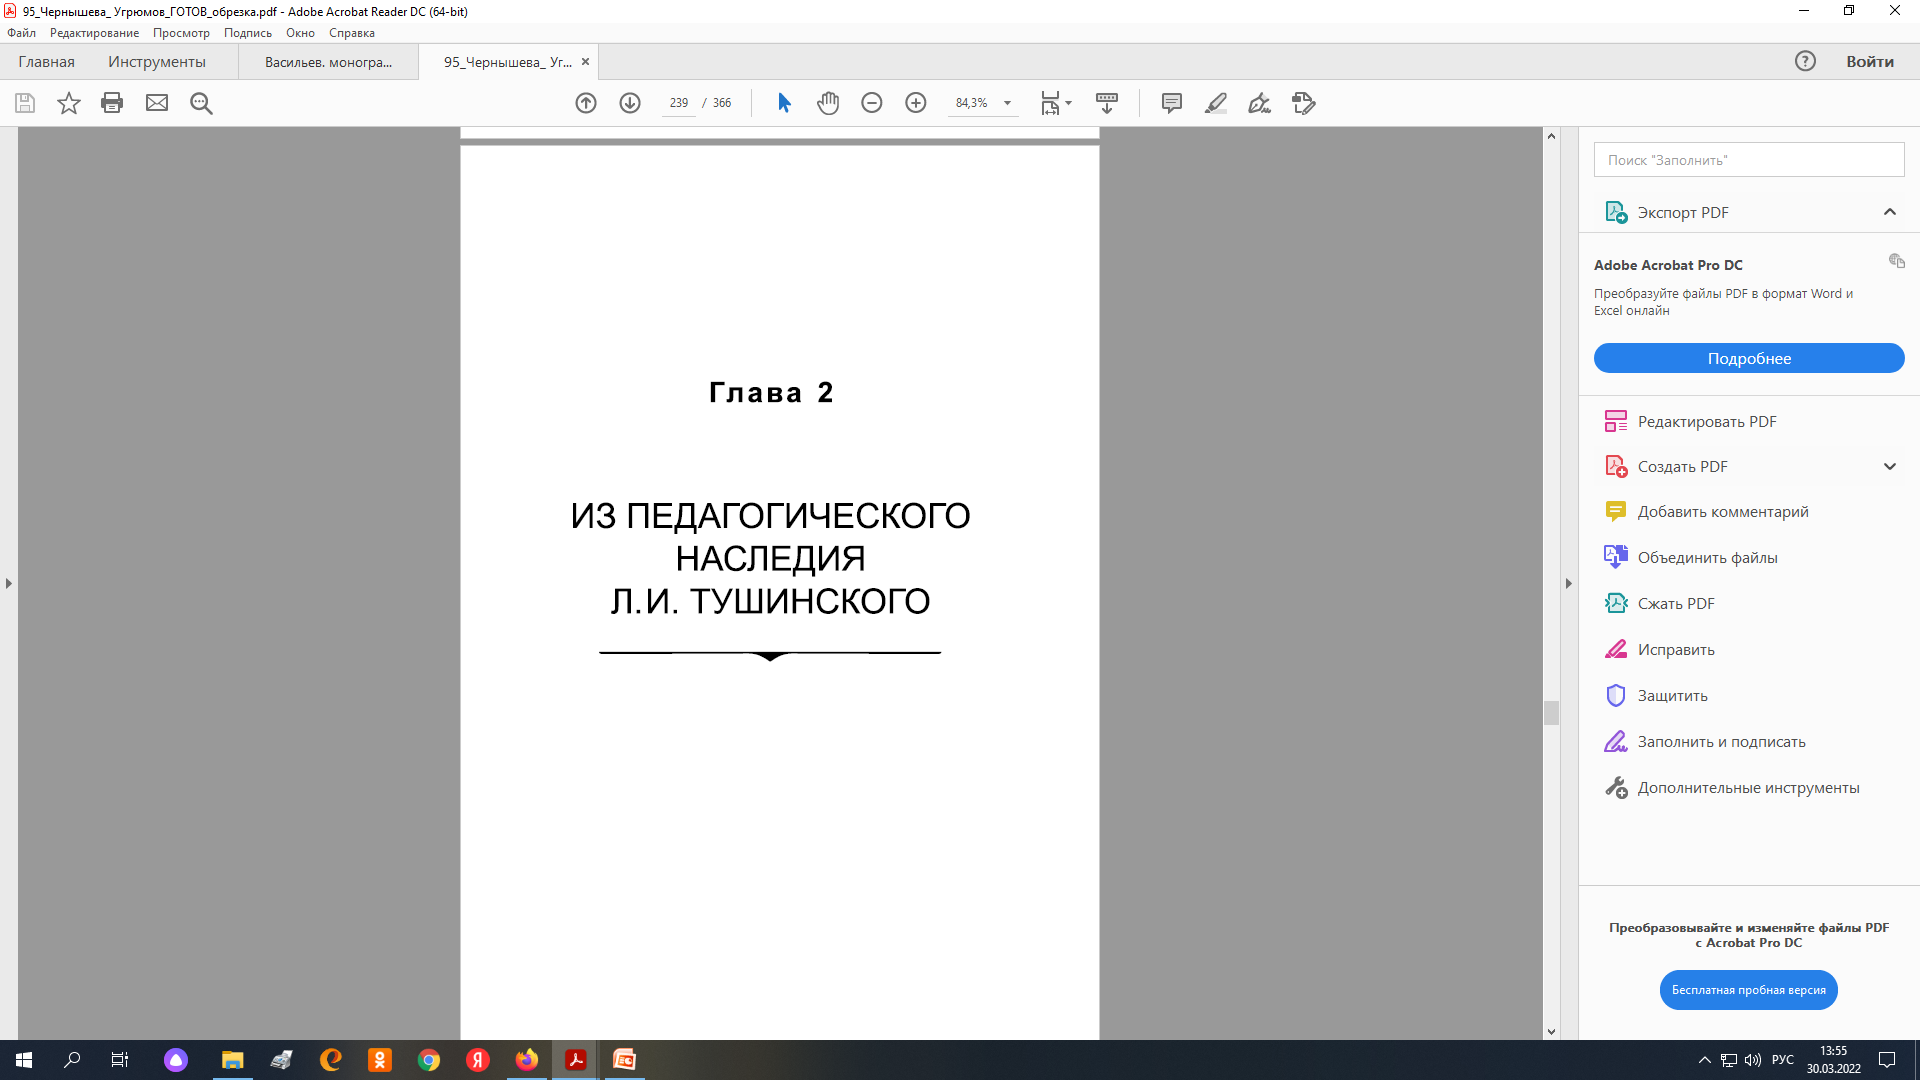 95_Чернышева_ Угрюмов_ГОТОВ_обрезка.pdf - Adobe Acrobat Reader DC (64-bit)
Файл Редактирование Просмотр Подпись Окно Справка
Главная Инструменты Васильев. моногра... 95_Чернышева_ Уг... Войти
239 / 366 84,3%
Глава 2
ИЗ ПЕДАГОГИЧЕСКОГО
НАСЛЕДИЯ
Л.И. ТУШИНСКОГО
Поиск "Заполнить"
Экспорт PDF
Adobe Acrobat Pro DC
Преобразуйте файлы PDF в формат Word и
Excel онлайн
Подробнее
Редактировать PDF
Создать PDF
Добавить комментарий
Объединить файлы
Сжать PDF
Исправить
Защитить
Заполнить и подписать
Дополнительные инструменты
Преобразовывайте и изменяйте файлы PDF
с Acrobat Pro DC
Бесплатная пробная версия
РУС
13:55
30.03.2022